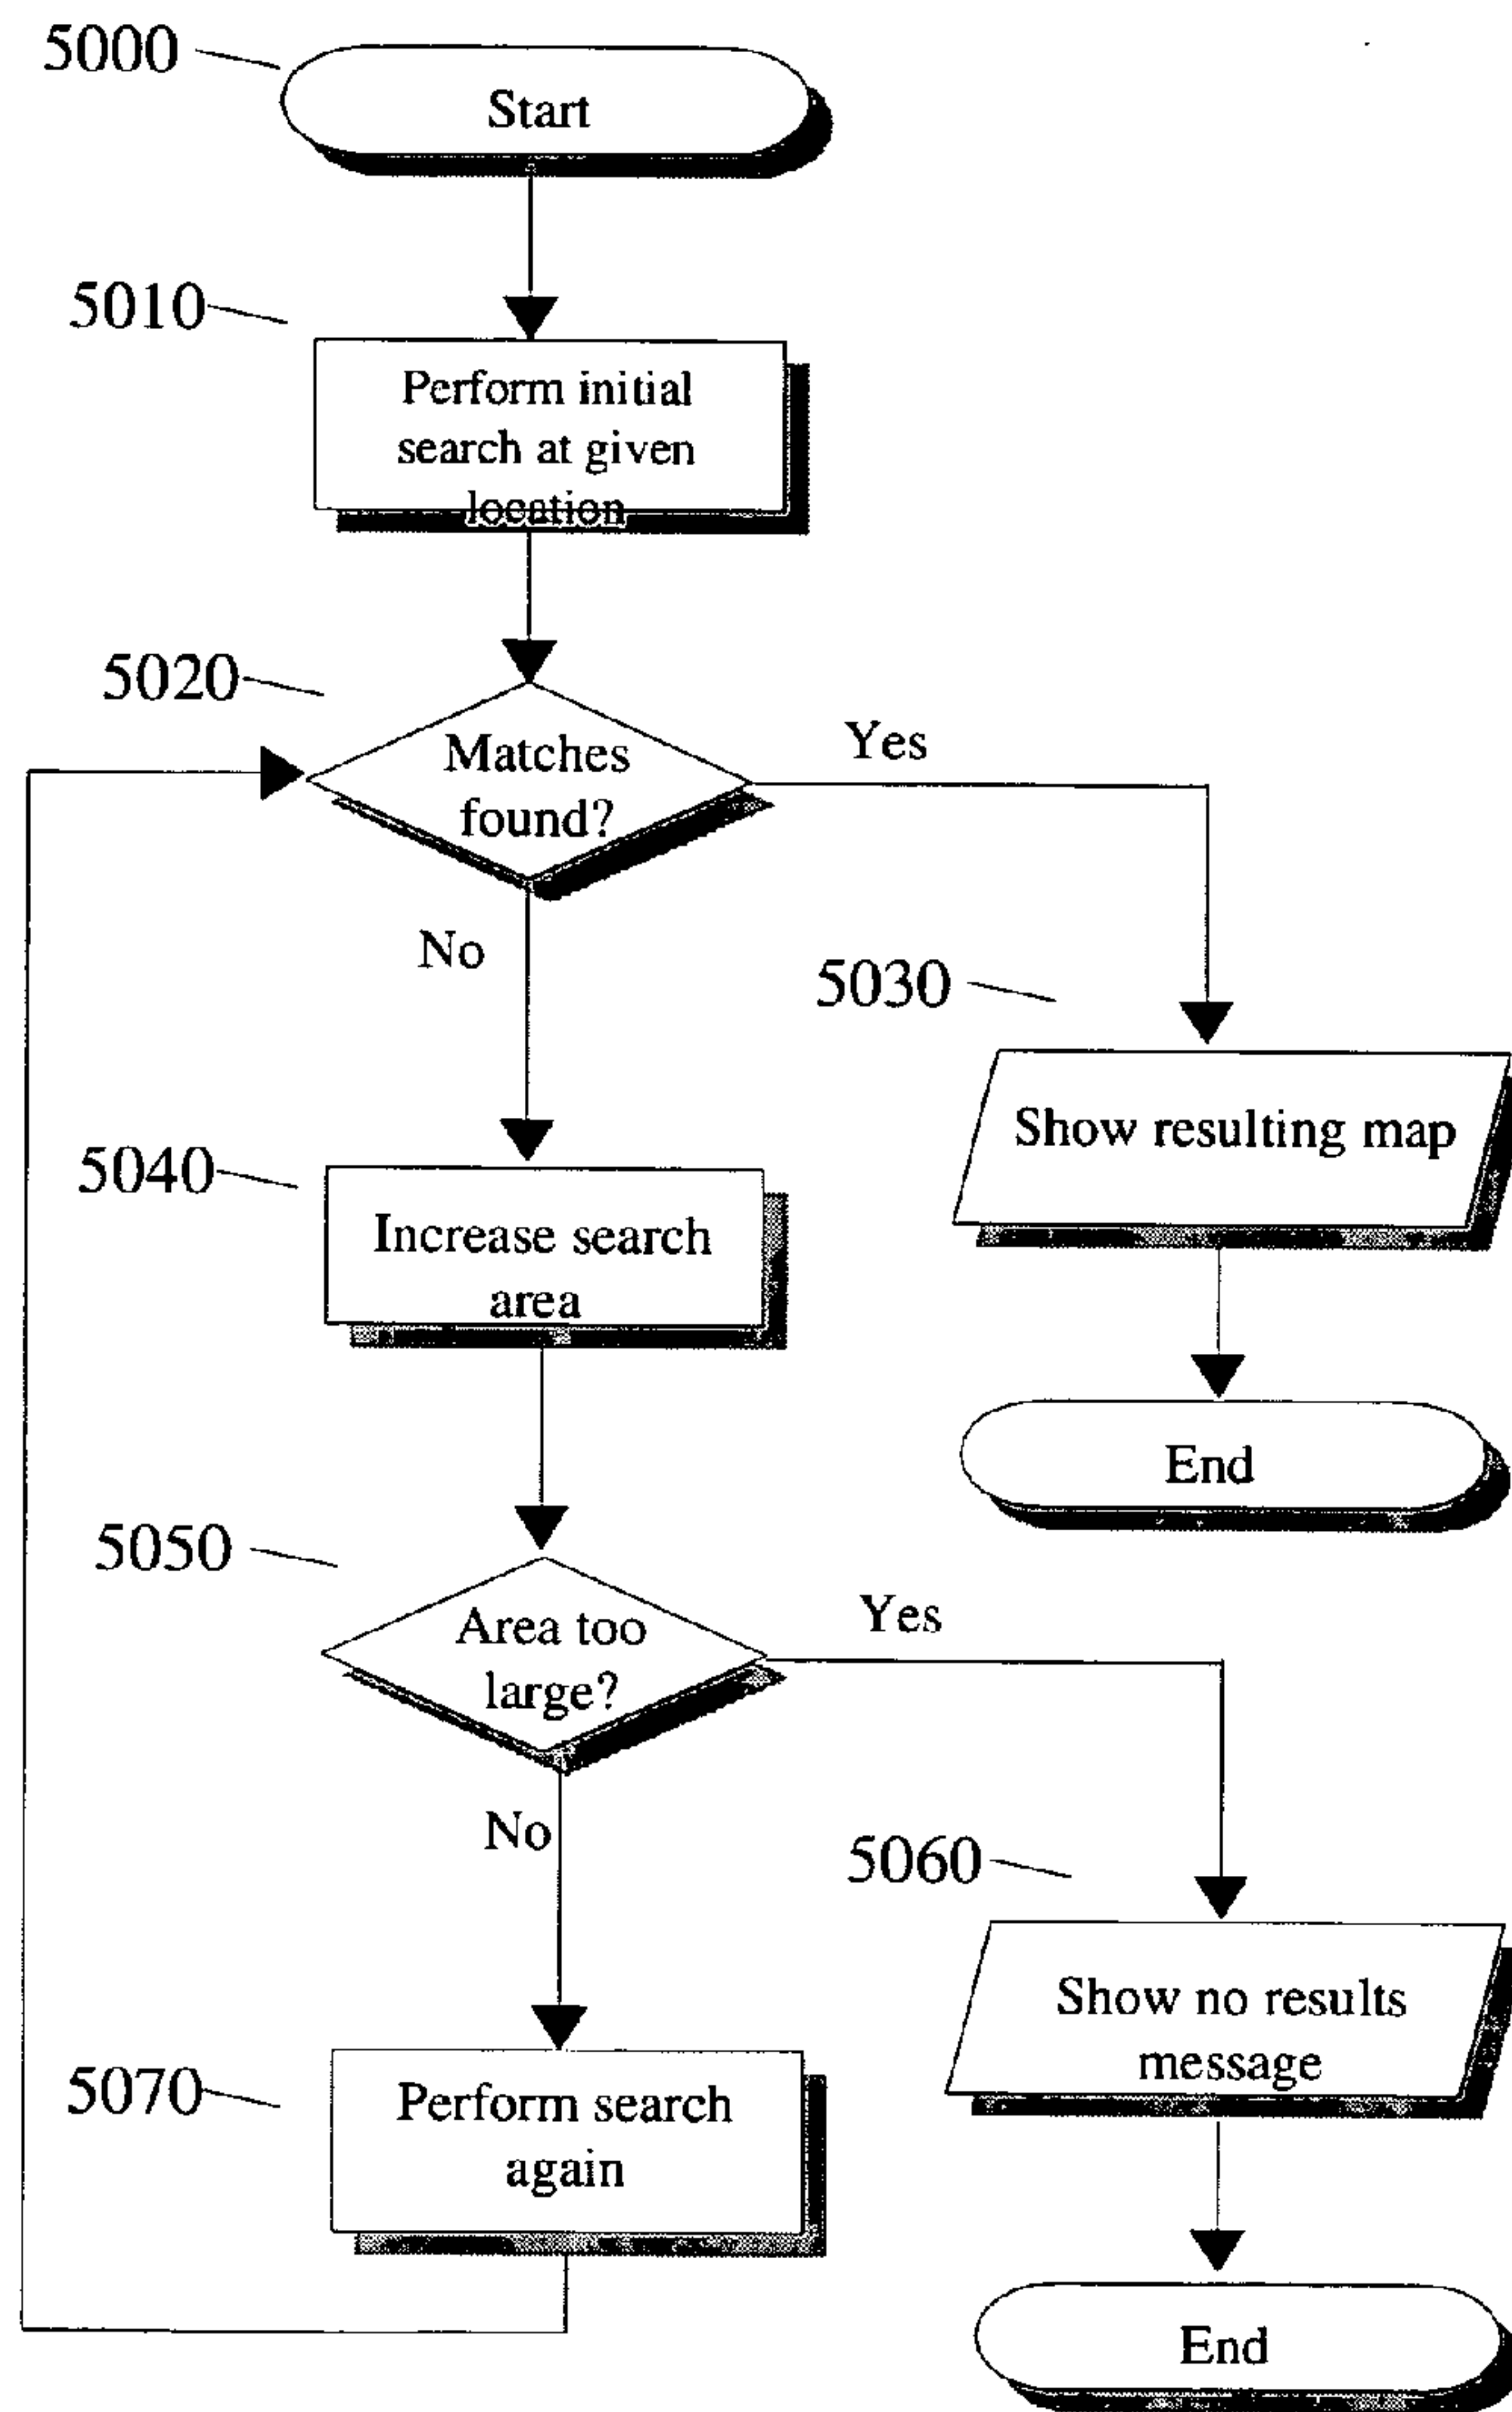 5000
Start
5010
Perform initial
search at given
location
5020
Matches
found?
Yes
No
5030
Show resulting map
5040
Increase search
area
End
5050
Area too
large?
Yes
No
5060
Show no results
message
5070
Perform search
again
End